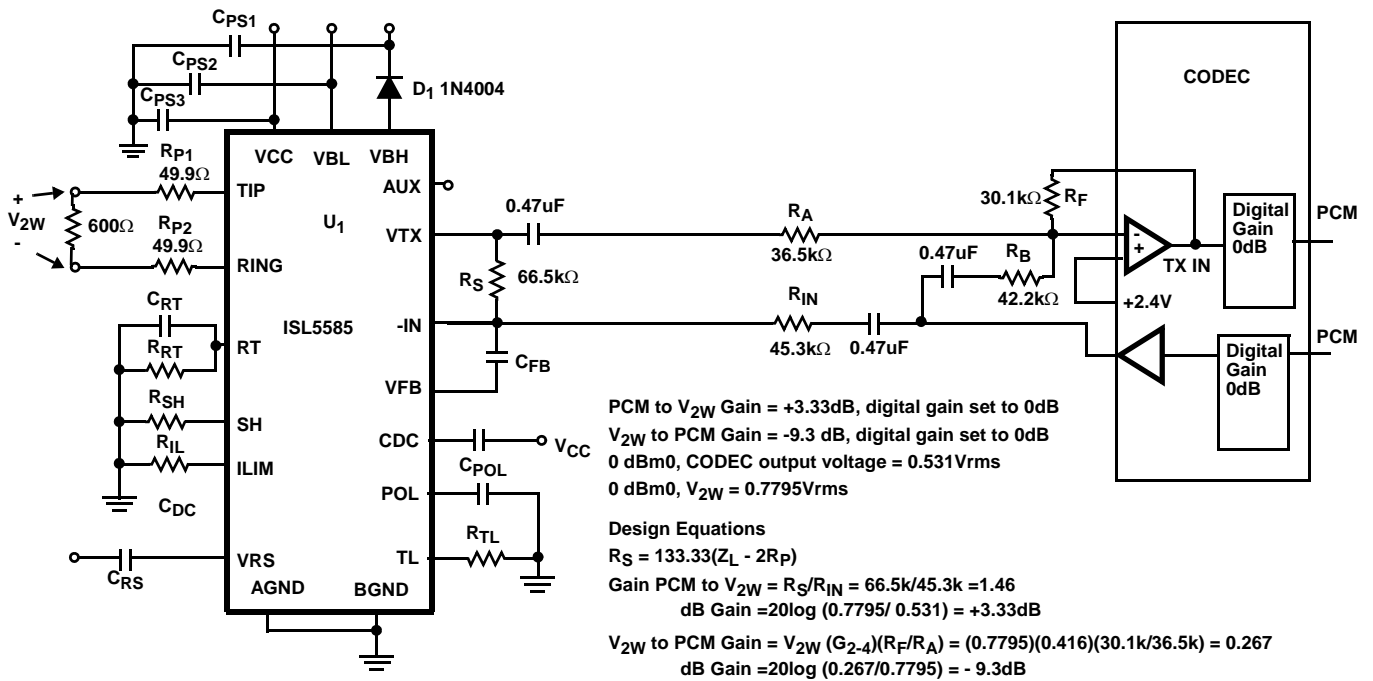 CPS1
CPS2
CPS3
D1 1N4004
CODEC
RP1
49.9Ω
VCC
VBL
VBH
TIP
AUX
+
V2W
-
600Ω
RP2
49.9Ω
RING
U1
VTX
0.47uF
RA
36.5kΩ
30.1kΩ
RF
-
+
TX IN
Digital
Gain
0dB
PCM
RS
66.5kΩ
0.47uF
RB
42.2kΩ
+2.4V
CRT
RRT
RT
ISL5585
-IN
RIN
45.3kΩ
0.47uF
Digital
Gain
0dB
PCM
CFB
VFB
RSH
SH
RIL
ILIM
CDC
VCC
CPOL
POL
CDC
RTL
TL
VRS
CRS
AGND
BGND
PCM to V2W Gain = +3.33dB, digital gain set to 0dB
V2W to PCM Gain = -9.3 dB, digital gain set to 0dB
0 dBm0, CODEC output voltage = 0.531Vrms
0 dBm0, V2W = 0.7795Vrms
Design Equations
RS = 133.33(ZL - 2RP)
Gain PCM to V2W = RS/RIN = 66.5k/45.3k =1.46
dB Gain =20log (0.7795/ 0.531) = +3.33dB
V2W to PCM Gain = V2W (G2-4)(RF/RA) = (0.7795)(0.416)(30.1k/36.5k) = 0.267
dB Gain =20log (0.267/0.7795) = - 9.3dB